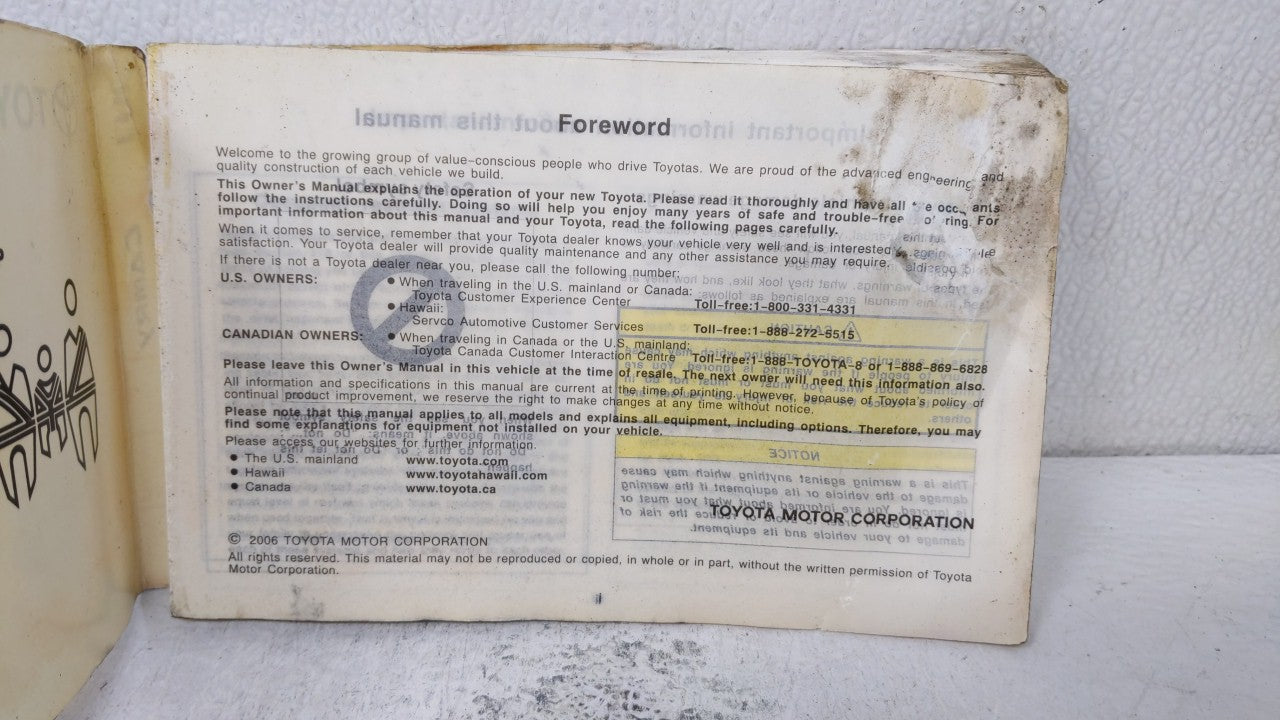 Foreword
Welcome to the growing group of value–conscious people who drive Toyotas. We are proud of the advanced engineering and
quality construction of each vehicle we build.
This Owner's Manual explains the operation of your new Toyota. Please read it thoroughly and have all
follow the instructions carefully. Doing so will help you enjoy many years of safe and trouble–free For
important information about this manual and your Toyota, read the following pages carefully.
When it comes to service, remember that your Toyota dealer knows your vehicle very well and is interested
satisfaction. Your Toyota dealer will provide quality maintenance and any other assistance you may require.
If there is not a Toyota dealer near you, please call the following number:
U.S. OWNERS: ● When traveling in the U.S. mainland or Canada:
Toyota Customer Experience Center Toll–free:1–800–331–4331
● Hawaii:
Servco Automotive Customer Services Toll–free:1–888–272–5515
CANADIAN OWNERS: ● When traveling in Canada or the U.S. mainland:
Toyota Canada Customer Interaction Centre Toll–free:1–888–TOYOTA–8 or 1–888–869–6828
Please leave this Owner's Manual in this vehicle at the time of resale. The next owner will need this information also.
All information and specifications in this manual are current at the time of printing. However, because of Toyota's policy of
continual product improvement, we reserve the right to make changes at any time without notice.
Please note that this manual applies to all models and explains all equipment, including options. Therefore, you may
find some explanations for equipment not installed on your vehicle.
Please access our websites for further information.
● The U.S. mainland www.toyota.com
● Hawaii www.toyotahawaii.com
● Canada www.toyota.ca
TOYOTA MOTOR CORPORATION
© 2006 TOYOTA MOTOR CORPORATION
All rights reserved. This material may not be reproduced or copied, in whole or in part, without the written permission of Toyota
Motor Corporation.